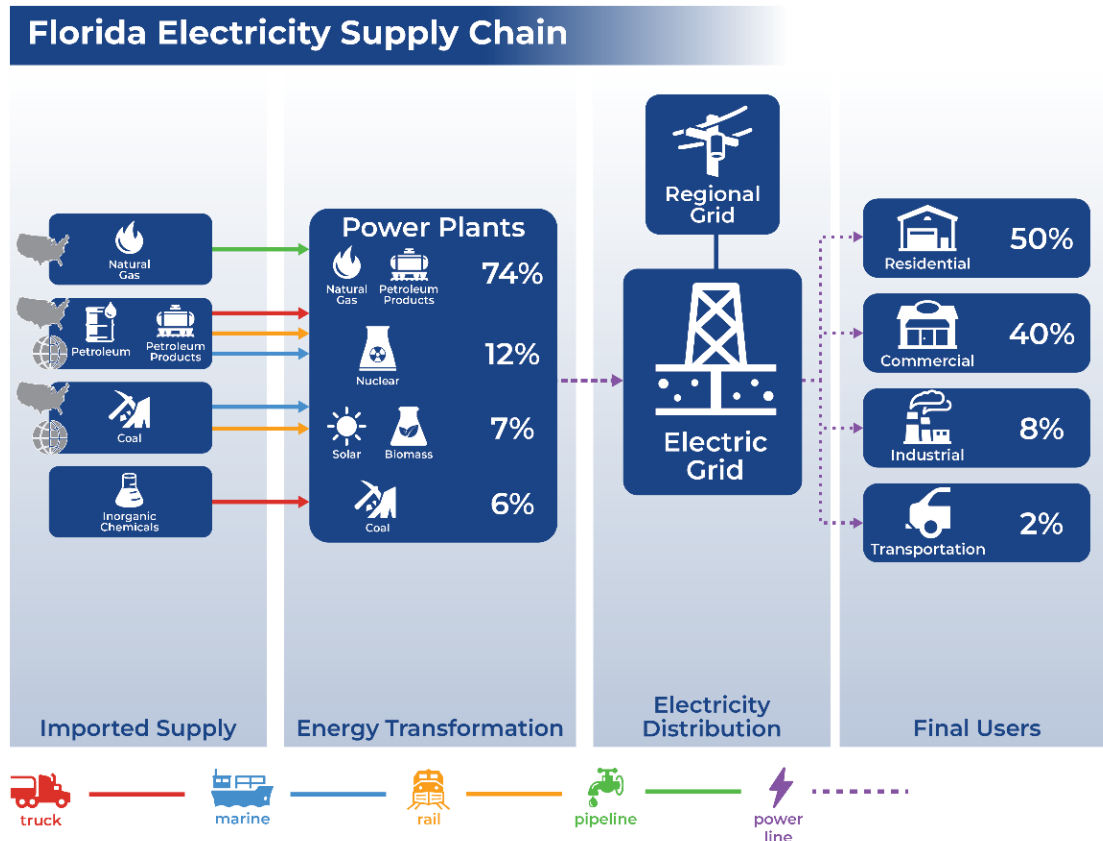 Florida Electricity Supply Chain
Natural
Gas
Petroleum
Petroleum
Products
Coal
Inorganic
Chemicals
Imported Supply
Power Plants
Natural
Gas
Petroleum
Products
74%
Nuclear
12%
Solar
Biomass
7%
Coal
6%
Energy Transformation
Regional
Grid
Electric
Grid
Electricity
Distribution
Residential
50%
Commercial
40%
Industrial
8%
Transportation
2%
Final Users
truck
marine
rail
pipeline
power
line